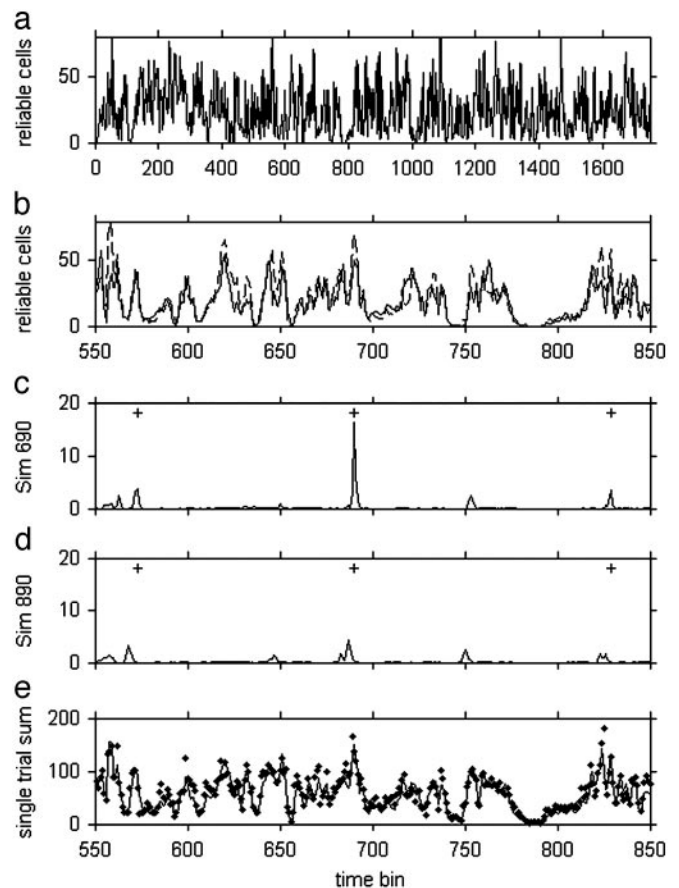 a
reliable cells
50
0
0 200 400 600 800 1000 1200 1400 1600
b
reliable cells
50
0
550 600 650 700 750 800 850
c
Sim 690
20
10
0
+ + +
d
Sim 890
20
10
0
+ + +
e
single trial sum
200
100
0
550 600 650 700 750 800 850
time bin